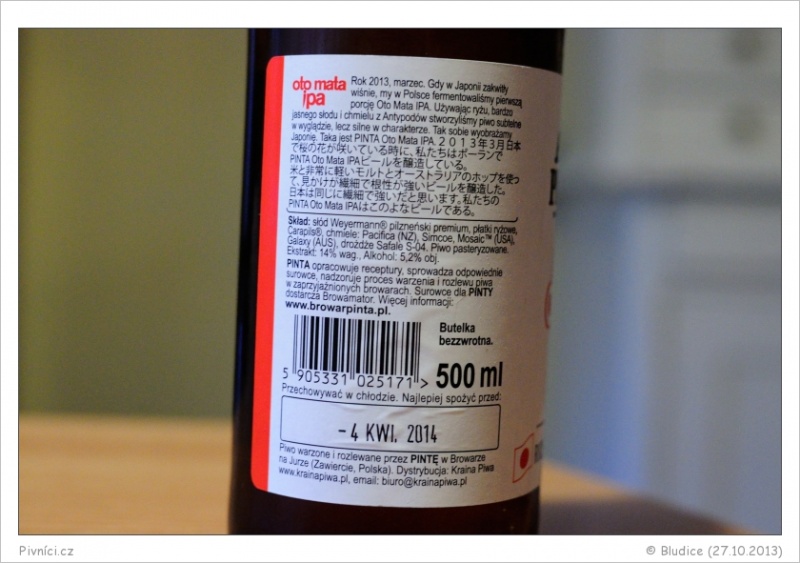 oto mata
ipa
Rok 2013, marzec. Gdy w Japonii zakwitły
wiśnie, my w Polsce fermentowaliśmy pierwszą
porcję Oto Mata IPA. Używając ryżu, bardzo
jasnego słodu i chmielu z Antypodów stworzyliśmy piwo subtelne
w wyglądzie, lecz silne w charakterze. Tak sobie wyobrażamy
Japonię. Taka jest PINTA Oto Mata IPA. 2013年3月日本
で桜の花が咲いている時に、私たちはポーランで
PINTA Oto Mata IPAビールを醸造している。
米と非常に軽いモルトとオーストラリアのホップを使っ
て、見かけが繊細で根性が強いビールを醸造した。
日本は同じに繊細で強いだと思います。私たちの
PINTA Oto Mata IPAはこのよなビールである。
Skład: słód Weyermann® pilzneński premium, płatki ryżowe,
Carapils®, chmiele: Pacifica (NZ), Simcoe, Mosaic™ (USA),
Galaxy (AUS), drożdże Safale S-04. Piwo pasteryzowane.
Ekstrakt: 14% wag., Alkohol: 5,2% obj.
PINTA opracowuje receptury, sprowadza odpowiednie
surowce, nadzoruje proces warzenia i rozlewu piwa
w zaprzyjaźnionych browarach. Surowce dla PINTY
dostarcza Browamator. Więcej informacji:
www.browarpinta.pl.
Butelka
bezzwrotna.
5 905331 025171 >
500 ml
Przechowywać w chłodzie. Najlepiej spożyć przed:
- 4 KWI. 2014
Piwo warzone i rozlewane przez PINTĘ w Browarze
na Jurze (Zawiercie, Polska). Dystrybucja: Kraina Piwa
www.krainapiwa.pl, email: biuro@krainapiwa.pl
Pivníci.cz
© Bludice (27.10.2013)